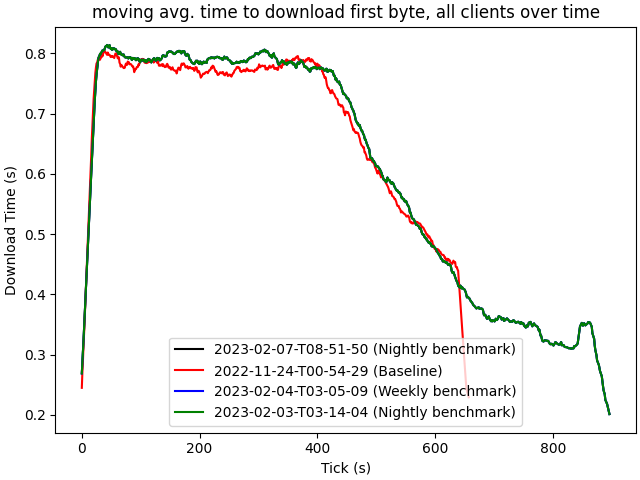 moving avg. time to download first byte, all clients over time
Download Time (s)
0.8
0.7
0.6
0.5
0.4
0.3
0.2
2023-02-07-T08-51-50 (Nightly benchmark)
2022-11-24-T00-54-29 (Baseline)
2023-02-04-T03-05-09 (Weekly benchmark)
2023-02-03-T03-14-04 (Nightly benchmark)
0
200
400
600
800
Tick (s)